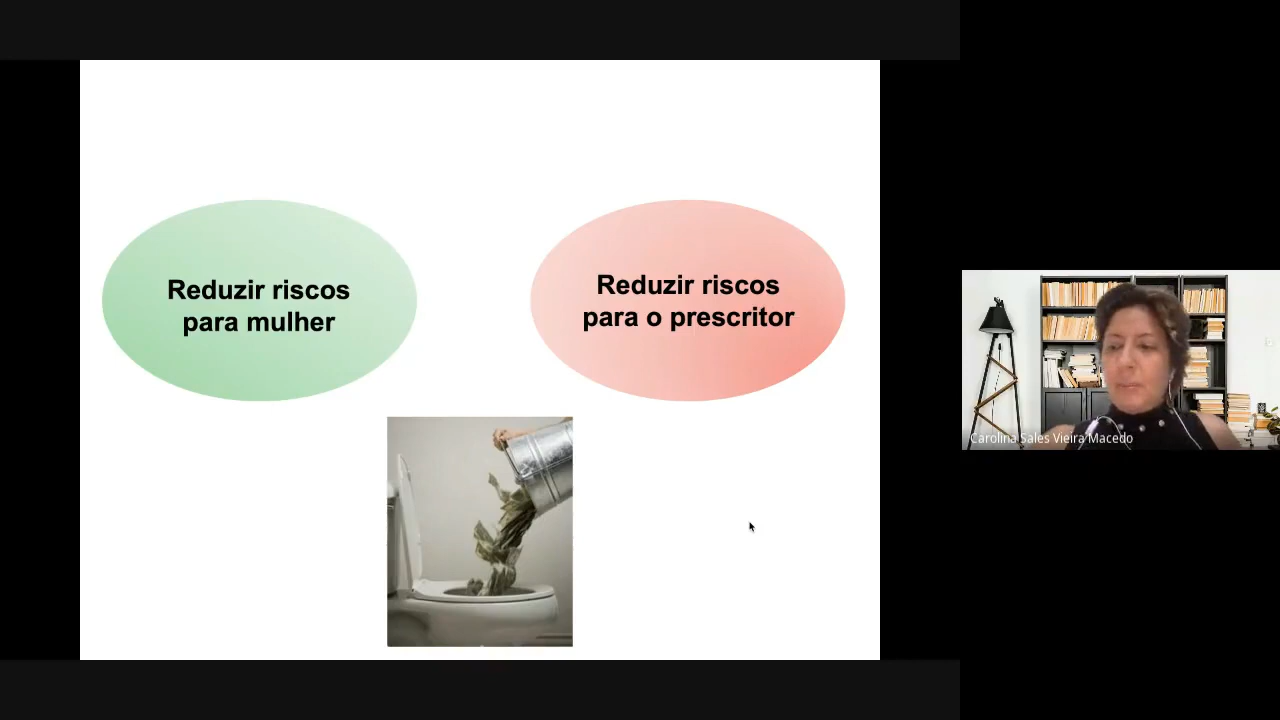 Reduzir riscos
para mulher
Reduzir riscos
para o prescritor
Carolina Sales Vieira Macedo